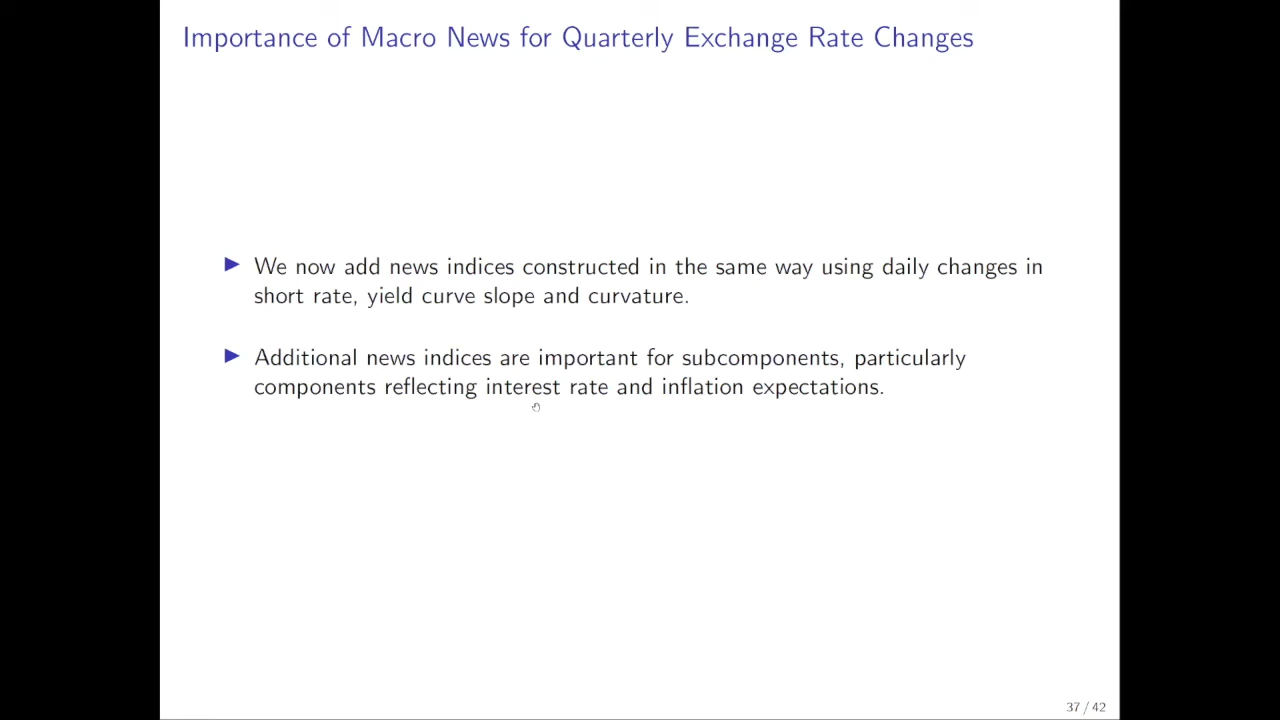 Importance of Macro News for Quarterly Exchange Rate Changes
We now add news indices constructed in the same way using daily changes in
short rate, yield curve slope and curvature.
Additional news indices are important for subcomponents, particularly
components reflecting interest rate and inflation expectations.
37 / 42